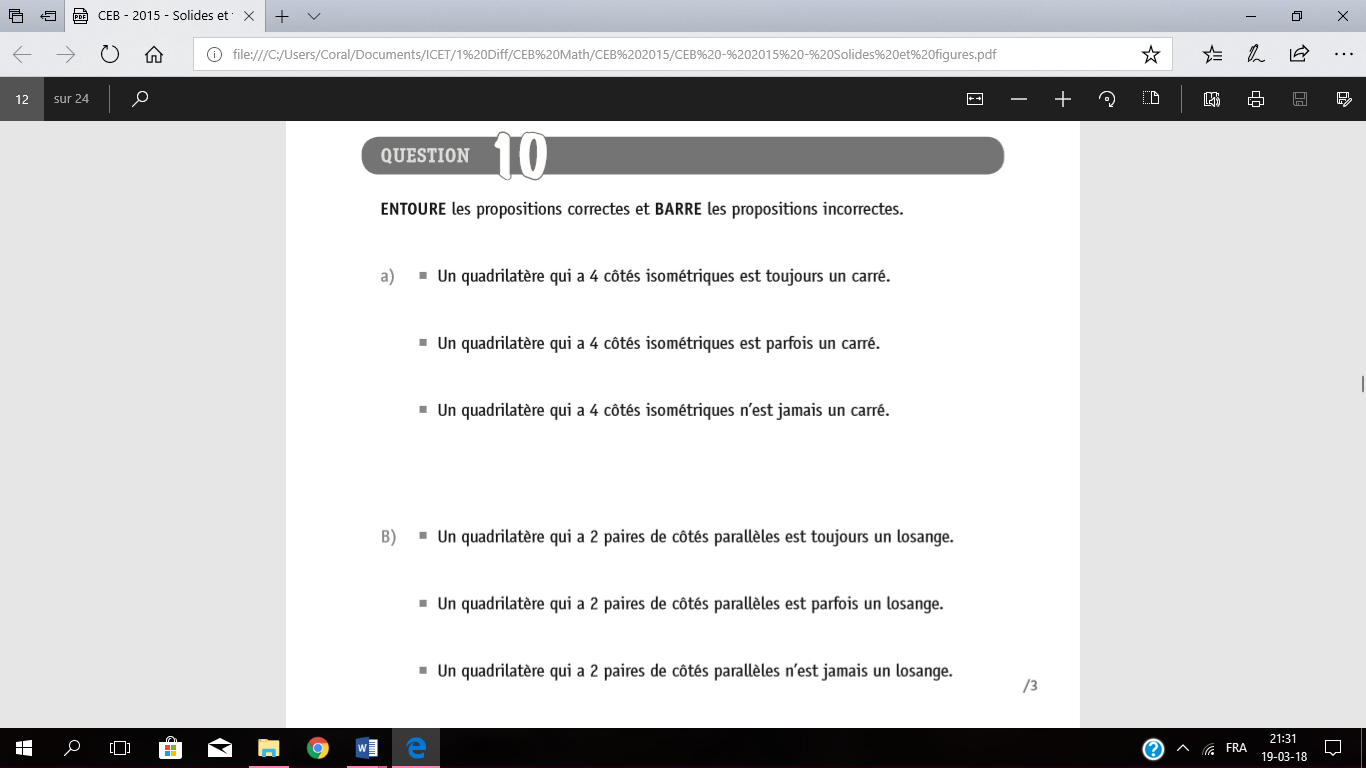 CEB - 2015 - Solides et
file:///C:/Users/Coral/Documents/ICET/1%20Diff/CEB%20Math/CEB%202015/CEB%20-%202015%20-%20Solides%20et%20figures.pdf
12 sur 24
QUESTION 10
ENTOURE les propositions correctes et BARRE les propositions incorrectes.
a) ▪ Un quadrilatère qui a 4 côtés isométriques est toujours un carré.
▪ Un quadrilatère qui a 4 côtés isométriques est parfois un carré.
▪ Un quadrilatère qui a 4 côtés isométriques n'est jamais un carré.
B) ▪ Un quadrilatère qui a 2 paires de côtés parallèles est toujours un losange.
▪ Un quadrilatère qui a 2 paires de côtés parallèles est parfois un losange.
▪ Un quadrilatère qui a 2 paires de côtés parallèles n'est jamais un losange.
/3
FRA
21:31
19-03-18